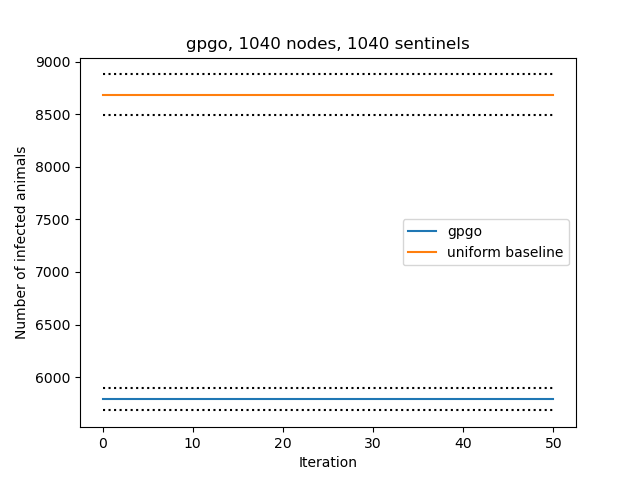 gpgo, 1040 nodes, 1040 sentinels
9000
8500
8000
7500
7000
6500
6000
Number of infected animals
gpgo
uniform baseline
0 10 20 30 40 50
Iteration